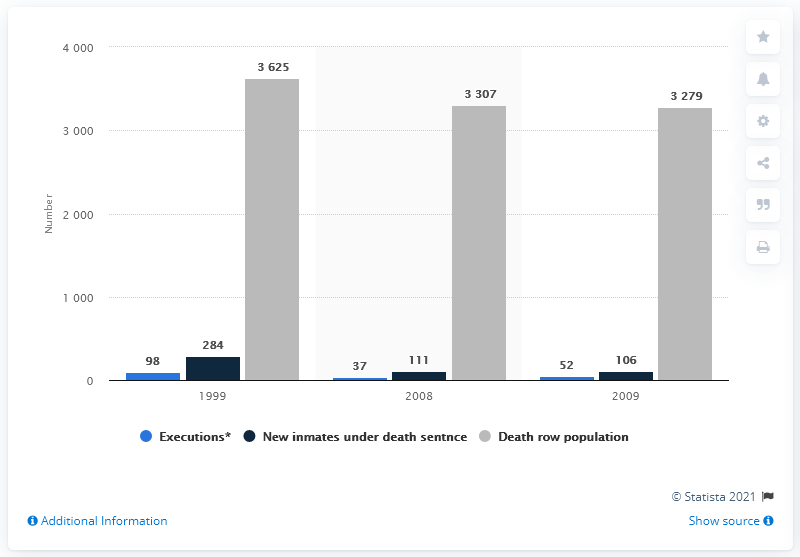 4 000
3 000
2 000
1 000
0
Number
3 625
3 307
3 279
98
284
37
111
52
106
1999
2008
2009
Executions*
New inmates under death sentnce
Death row population
© Statista 2021
Additional Information
Show source